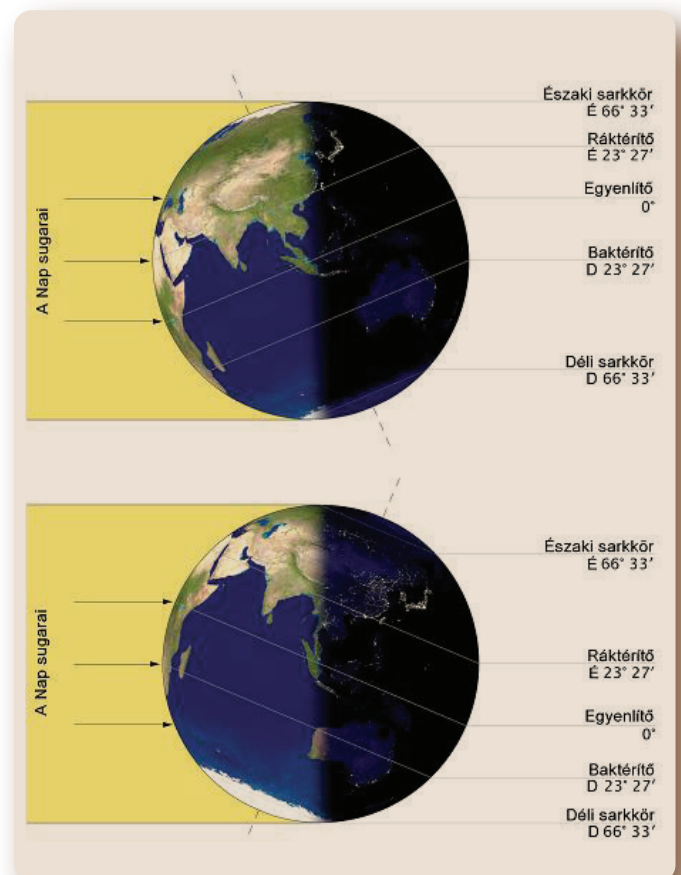 Északi sarkkör
É 66° 33'
Ráktérítő
É 23° 27'
Egyenlítő
0°
Baktérítő
D 23° 27'
Déli sarkkör
D 66° 33'
A Nap sugarai
Északi sarkkör
É 66° 33'
Ráktérítő
É 23° 27'
Egyenlítő
0°
Baktérítő
D 23° 27'
Déli sarkkör
D 66° 33'
A Nap sugarai